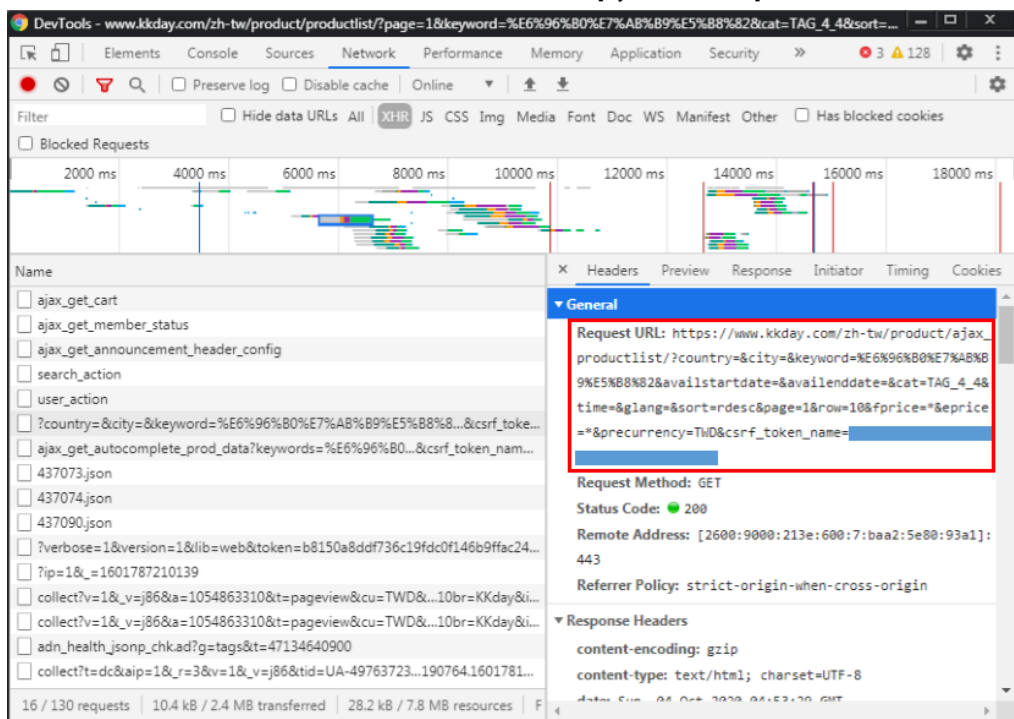 DevTools - www.kkday.com/zh-tw/product/productlist/?page=1&keyword=%E6%96%B0%E7%AB%B9%E5%B8%82&cat=TAG_4_4&sort=...
Elements Console Sources Network Performance Memory Application Security » 3 128
Preserve log Disable cache Online
Filter Hide data URLs All XHR JS CSS Img Media Font Doc WS Manifest Other Has blocked cookies
Blocked Requests
2000 ms 4000 ms 6000 ms 8000 ms 10000 ms 12000 ms 14000 ms 16000 ms 18000 ms
Name
ajax_get_cart
ajax_get_member_status
ajax_get_announcement_header_config
search_action
user_action
?country=&city=&keyword=%E6%96%B0%E7%AB%B9%E5%B8%8...&csrf_toke...
ajax_get_autocomplete_prod_data?keywords=%E6%96%B0...&csrf_token_nam...
437073.json
437074.json
437090.json
?verbose=1&version=1&lib=web&token=b8150a8ddf736c19fdc0f146b9ffac24...
?ip=1&_=1601787210139
collect?v=1&_v=j86&a=1054863310&t=pageview&cu=TWD&...10br=KKday&i...
collect?v=1&_v=j86&a=1054863310&t=pageview&cu=TWD&...10br=KKday&i...
adn_health_jsonp_chk.ad?g=tags&t=47134640900
collect?t=dc&aip=1&_r=3&v=1&_v=j86&tid=UA-49763723...190764.1601781...
16 / 130 requests 10.4 kB / 2.4 MB transferred 28.2 kB / 7.8 MB resources F
× Headers Preview Response Initiator Timing Cookies
General
Request URL: https://www.kkday.com/zh-tw/product/ajax_
productlist/?country=&city=&keyword=%E6%96%B0%E7%AB%B
9%E5%B8%82&availstartdate=&availenddate=&cat=TAG_4_4&
time=&glang=&sort=rdesc&page=1&row=10&fprice=*&eprice
=*&precurrency=TWD&csrf_token_name=
Request Method: GET
Status Code: 200
Remote Address: [2600:9000:213e:600:7:baa2:5e80:93a1]:
443
Referrer Policy: strict-origin-when-cross-origin
Response Headers
content-encoding: gzip
content-type: text/html; charset=UTF-8
date: Sun, 04 Oct 2020 04:53:29 GMT